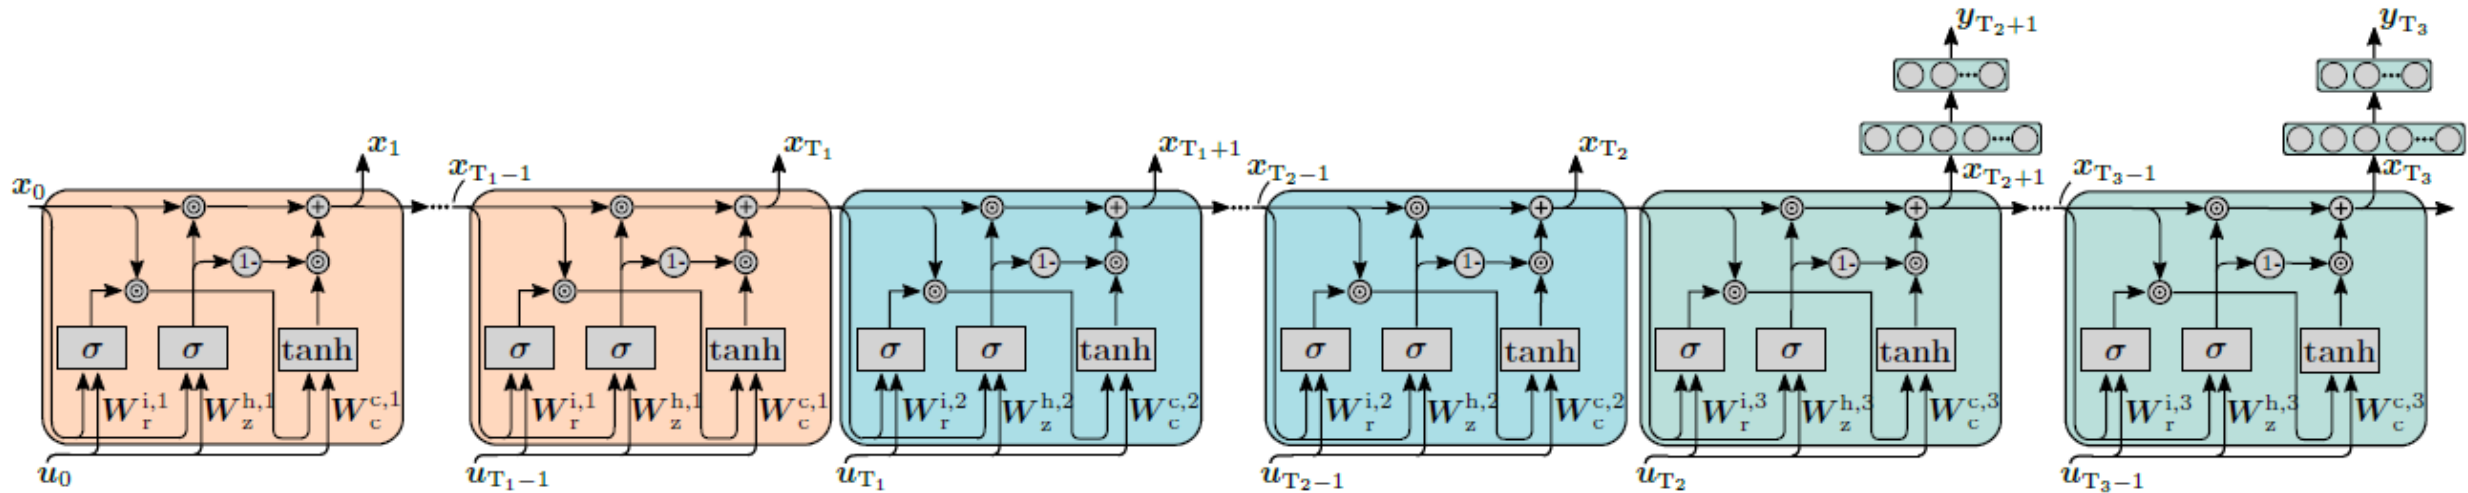 y_{T_2+1} y_{T_3}
x_0 x_1 x_{T_1-1} x_{T_1} x_{T_1+1} x_{T_2-1} x_{T_2} x_{T_2+1} x_{T_3-1} x_{T_3}
1- 1- 1- 1- 1- 1-
σ σ tanh σ σ tanh σ σ tanh σ σ tanh σ σ tanh σ σ tanh
W_r^{i,1} W_z^{h,1} W_c^{c,1} W_r^{i,1} W_z^{h,1} W_c^{c,1} W_r^{i,2} W_z^{h,2} W_c^{c,2} W_r^{i,2} W_z^{h,2} W_c^{c,2} W_r^{i,3} W_z^{h,3} W_c^{c,3} W_r^{i,3} W_z^{h,3} W_c^{c,3}
u_0 u_{T_1-1} u_{T_1} u_{T_2-1} u_{T_2} u_{T_3-1}